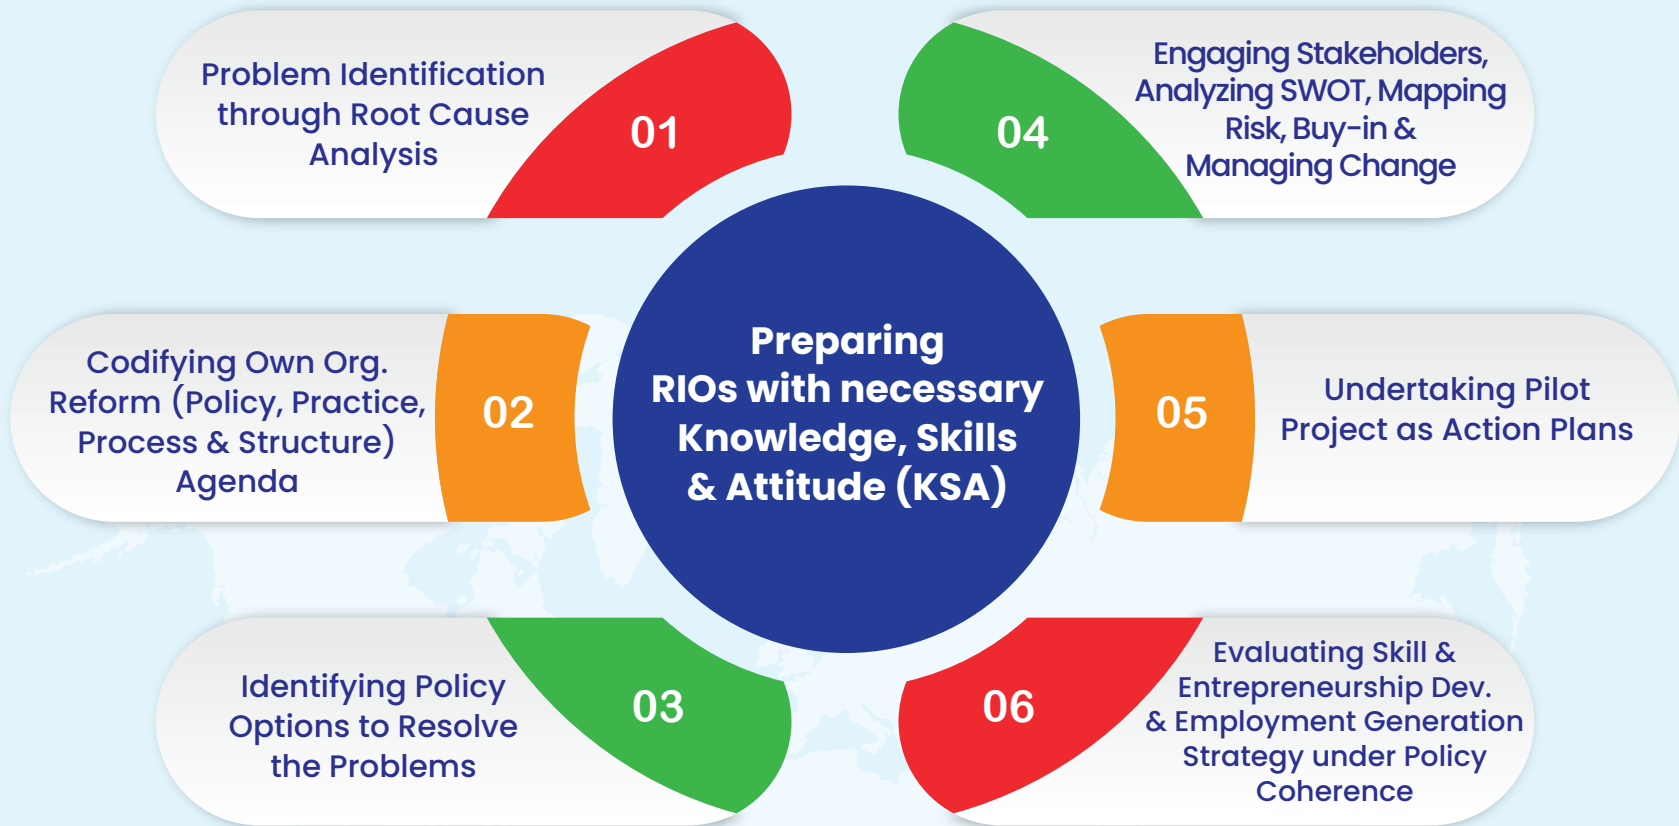 Problem Identification
through Root Cause
Analysis
01
Codifying Own Org.
Reform (Policy, Practice,
Process & Structure)
Agenda
02
Identifying Policy
Options to Resolve
the Problems
03
Preparing
RIOs with necessary
Knowledge, Skills
& Attitude (KSA)
04
Engaging Stakeholders,
Analyzing SWOT, Mapping
Risk, Buy-in &
Managing Change
05
Undertaking Pilot
Project as Action Plans
06
Evaluating Skill &
Entrepreneurship Dev.
& Employment Generation
Strategy under Policy
Coherence